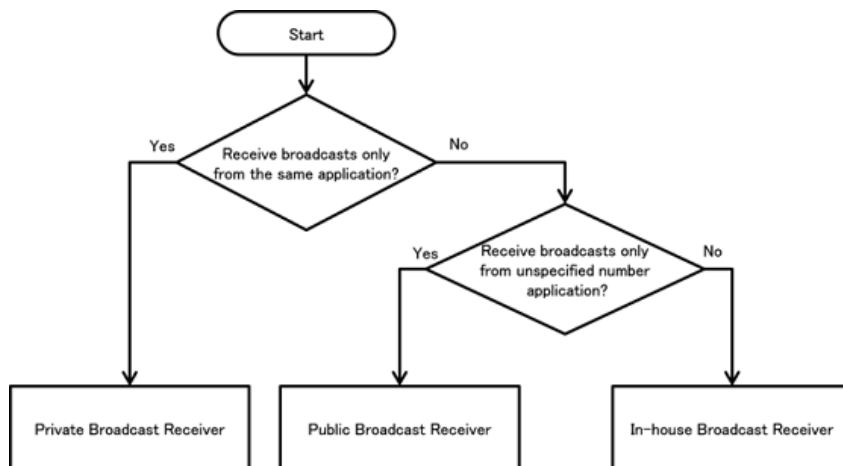 Start
Yes
No
Receive broadcasts only
from the same application?
Yes
No
Receive broadcasts only
from unspecified number
application?
Private Broadcast Receiver
Public Broadcast Receiver
In-house Broadcast Receiver